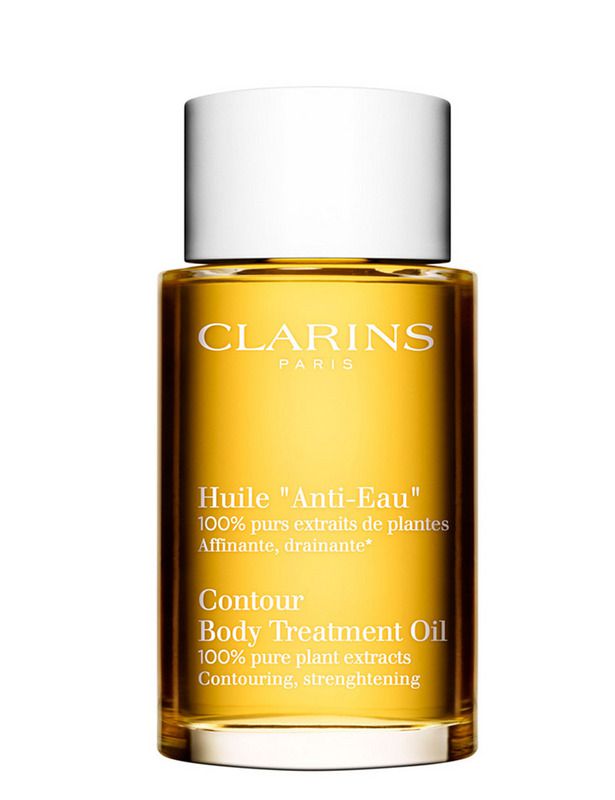 CLARINS
PARIS
Huile "Anti-Eau"
100% purs extraits de plantes
Affinante, drainante*
Contour
Body Treatment Oil
100% pure plant extracts
Contouring, strenghtening